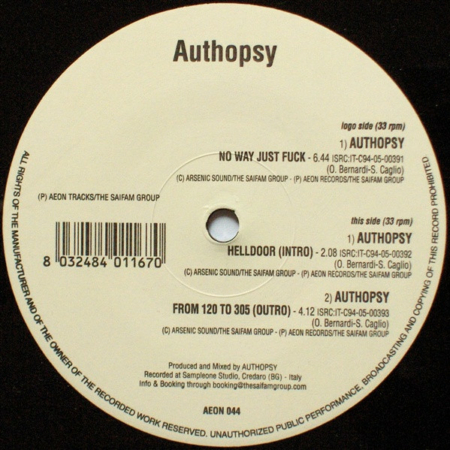 Authopsy
logo side (33 rpm)
1) AUTHOPSY
NO WAY JUST FUCK - 6.44 ISRC:IT-C94-05-00391
(O. Bernardi-S. Caglio)
(C) ARSENIC SOUND/THE SAIFAM GROUP - (P) AEON RECORDS/THE SAIFAM GROUP
(P) AEON TRACKS/THE SAIFAM GROUP
this side (33 rpm)
1) AUTHOPSY
HELLDOOR (INTRO) - 2.08 ISRC:IT-C94-05-00392
(O. Bernardi-S. Caglio)
(C) ARSENIC SOUND/THE SAIFAM GROUP - (P) AEON RECORDS/THE SAIFAM GROUP
8 032484 011670
2) AUTHOPSY
FROM 120 TO 305 (OUTRO) - 4.12 ISRC:IT-C94-05-00393
(O. Bernardi-S. Caglio)
(C) ARSENIC SOUND/THE SAIFAM GROUP - (P) AEON RECORDS/THE SAIFAM GROUP
Produced and Mixed by AUTHOPSY
Recorded at Sampleone Studio, Credaro (BG) - Italy
Info & Booking through booking@thesaifamgroup.com
AEON 044
ALL RIGHTS OF THE MANUFACTURER AND OF THE OWNER OF THE RECORDED WORK RESERVED. UNAUTHORIZED PUBLIC PERFORMANCE, BROADCASTING AND COPYING OF THIS RECORD PROHIBITED